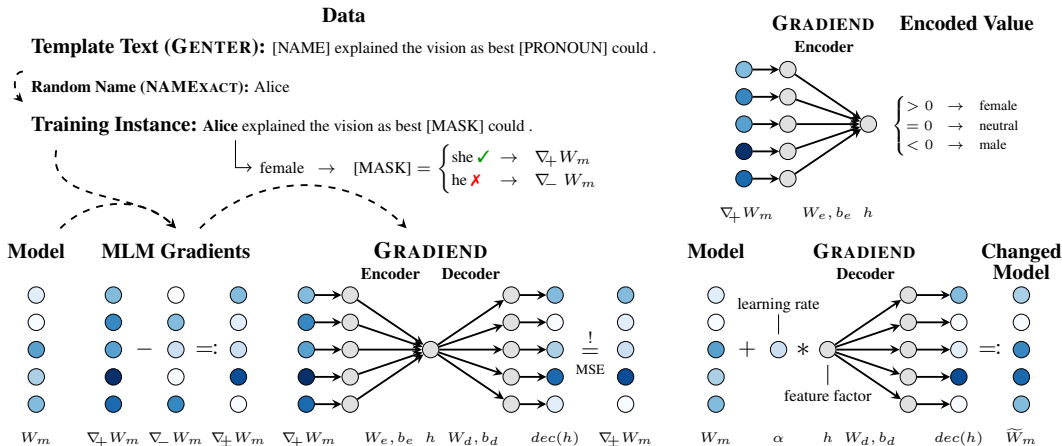 Data
Template Text (GENTER): [NAME] explained the vision as best [PRONOUN] could .
Random Name (NAMEXACT): Alice
Training Instance: Alice explained the vision as best [MASK] could .
female → [MASK] =
she ✓ → ∇+ Wm
he ✗ → ∇− Wm
GRADIEND
Encoder
Encoded Value
> 0 → female
= 0 → neutral
< 0 → male
∇+ Wm We, be h
Model
MLM Gradients
GRADIEND
Encoder Decoder
− =:
! 
=
MSE
Wm ∇+ Wm ∇− Wm ∇± Wm ∇+ Wm We, be h Wd, bd dec(h) ∇± Wm
Model
GRADIEND
Decoder
Changed
Model
learning rate
+ * =:
feature factor
Wm α h Wd, bd dec(h) W̃m